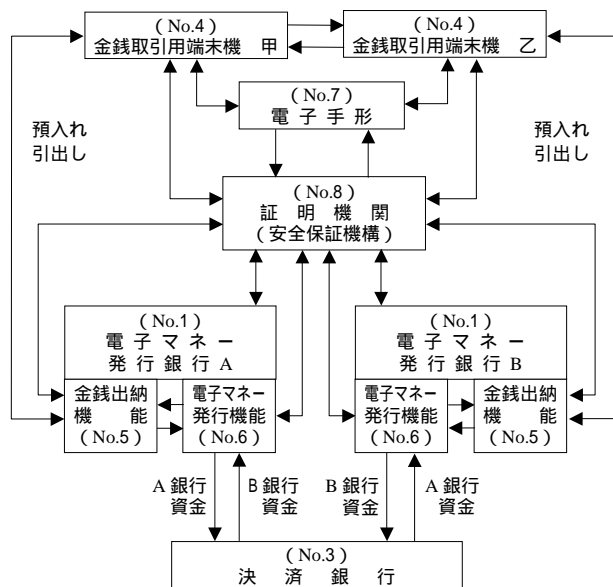 (No.4)
金銭取引用端末機 甲
(No.4)
金銭取引用端末機 乙
(No.7)
電子手形
預入れ
引出し
預入れ
引出し
(No.8)
証明機関
(安全保証機構)
(No.1)
電子マネー
発行銀行A
(No.1)
電子マネー
発行銀行B
金銭出納
機能
(No.5)
電子マネー
発行機能
(No.6)
電子マネー
発行機能
(No.6)
金銭出納
機能
(No.5)
A銀行
資金
B銀行
資金
B銀行
資金
A銀行
資金
(No.3)
決済銀行